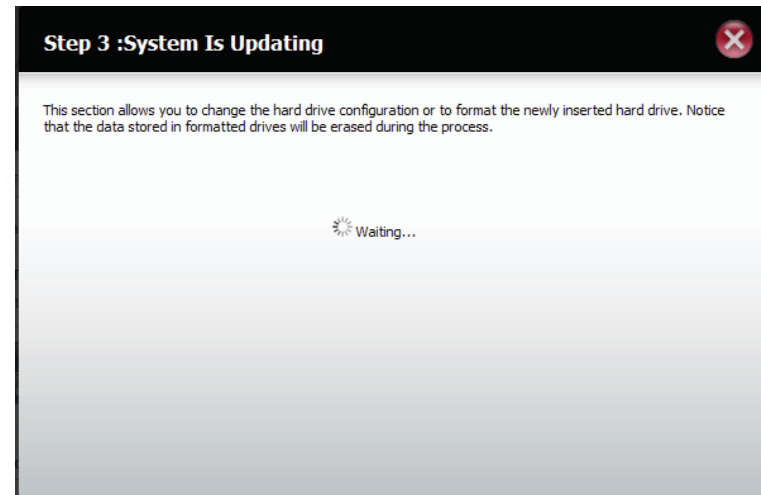 Step 3 :System Is Updating
This section allows you to change the hard drive configuration or to format the newly inserted hard drive. Notice
that the data stored in formatted drives will be erased during the process.
Waiting...